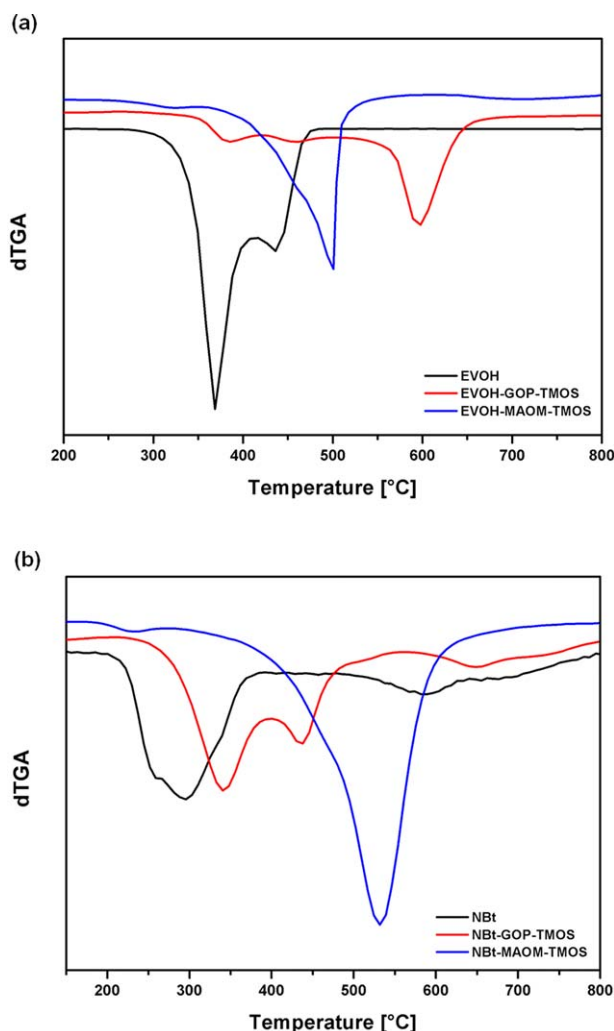 (a)
dTGA
EVOH
EVOH-GOP-TMOS
EVOH-MAOM-TMOS
200 300 400 500 600 700 800
Temperature [°C]
(b)
dTGA
NBt
NBt-GOP-TMOS
NBt-MAOM-TMOS
200 300 400 500 600 700 800
Temperature [°C]